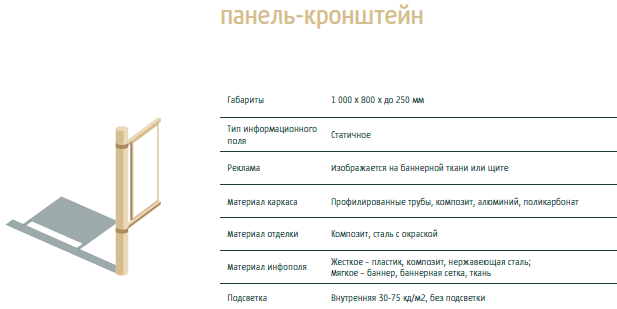 панель-кронштейн
Габариты 1 000 х 800 х до 250 мм
Тип информационного
поля Статичное
Реклама Изображается на баннерной ткани или щите
Материал каркаса Профилированные трубы, композит, алюминий, поликарбонат
Материал отделки Композит, сталь с окраской
Материал инфополя Жесткое – пластик, композит, нержавеющая сталь;
Мягкое – баннер, баннерная сетка, ткань
Подсветка Внутренняя 30-75 кд/м2, без подсветки